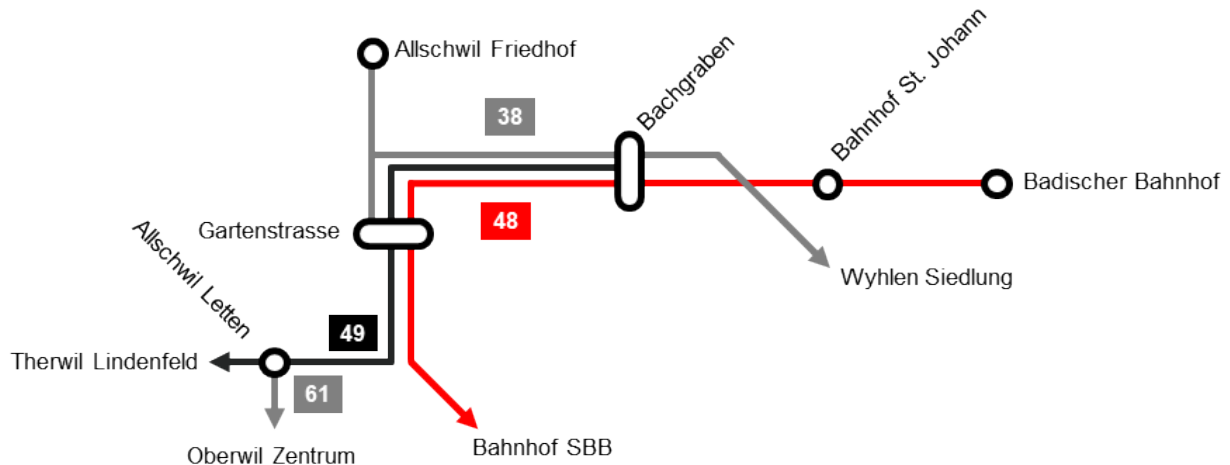 Allschwil Friedhof
38
Bachgraben
Bahnhof St. Johann
Badischer Bahnhof
48
Gartenstrasse
Wyhlen Siedlung
Allschwil Letten
49
Therwil Lindenfeld
61
Oberwil Zentrum
Bahnhof SBB